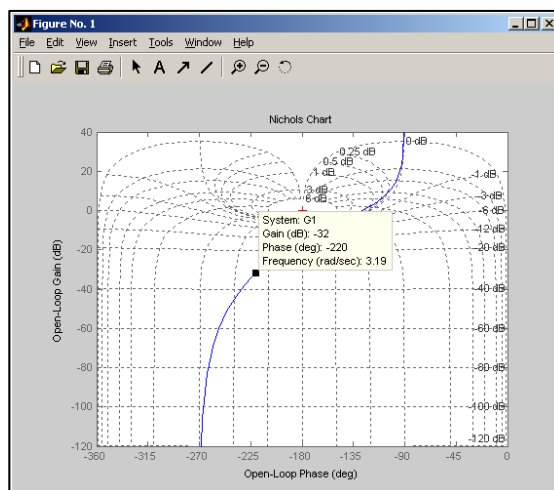 Figure No. 1
File Edit View Insert Tools Window Help
A
Nichols Chart
40
20
0
-20
-40
-60
-80
-100
-120
Open-Loop Gain (dB)
0 dB
-0.25 dB
0.5 dB
1 dB
-1 dB
3 dB
-3 dB
6 dB
-6 dB
-12 dB
-20 dB
-40 dB
-60 dB
-80 dB
-100 dB
-120 dB
System: G1
Gain (dB): -32
Phase (deg): -220
Frequency (rad/sec): 3.19
-360 -315 -270 -225 -180 -135 -90 -45 0
Open-Loop Phase (deg)